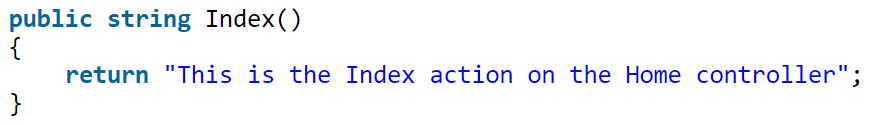 public string Index()
{
    return "This is the Index action on the Home controller";
}